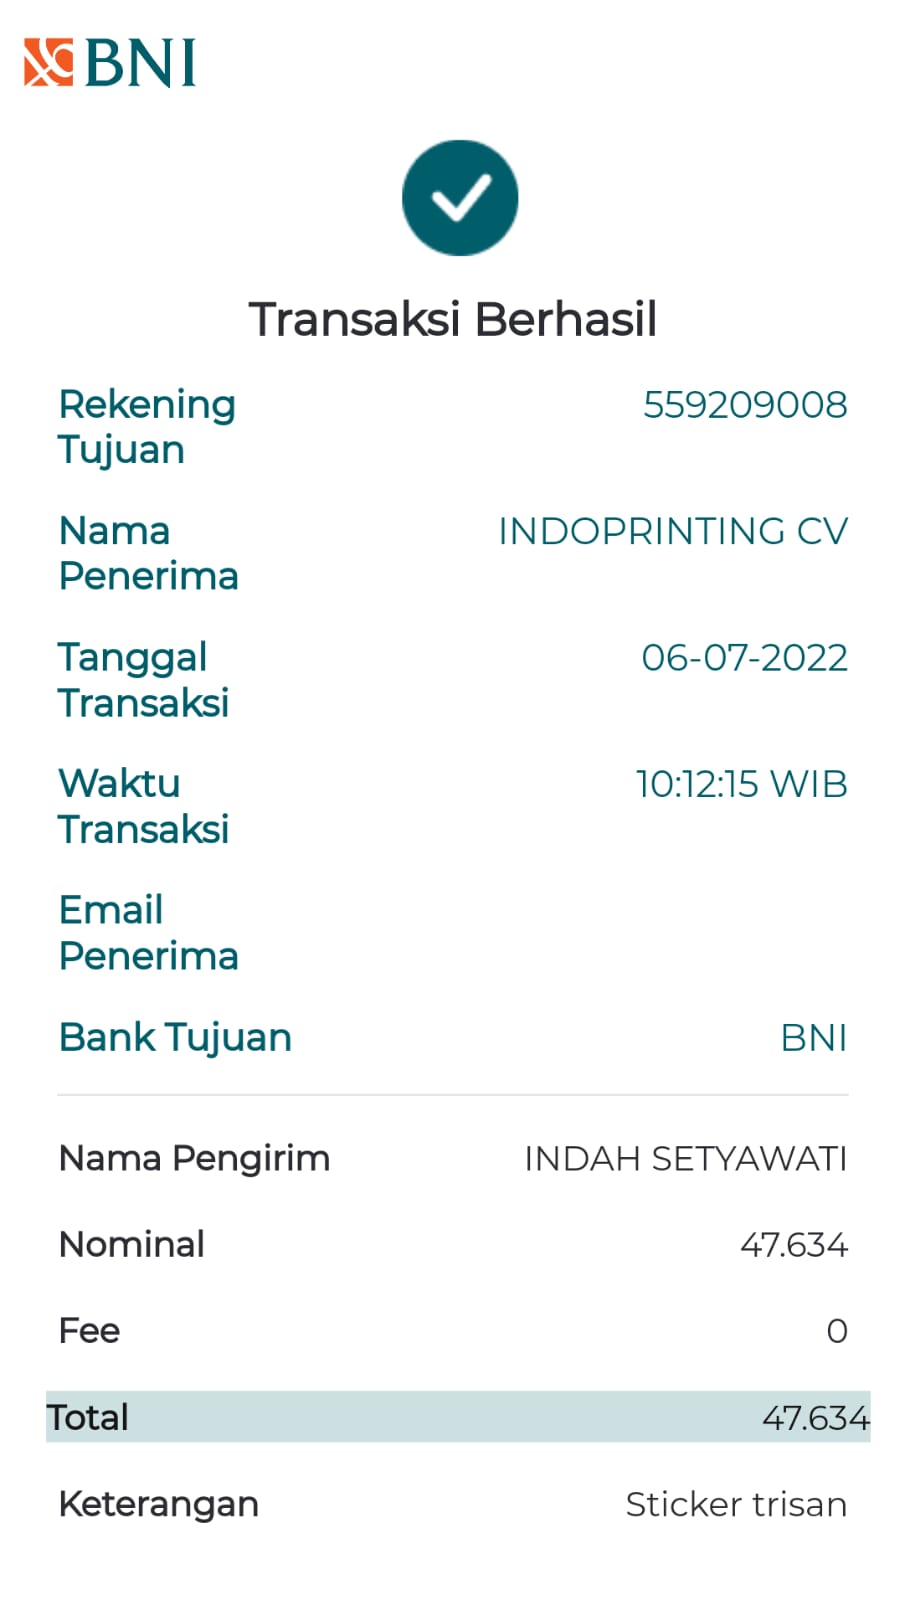 BNI
Transaksi Berhasil
Rekening Tujuan 559209008
Nama Penerima INDOPRINTING CV
Tanggal Transaksi 06-07-2022
Waktu Transaksi 10:12:15 WIB
Email Penerima
Bank Tujuan BNI
Nama Pengirim INDAH SETYAWATI
Nominal 47.634
Fee 0
Total 47.634
Keterangan Sticker trisan